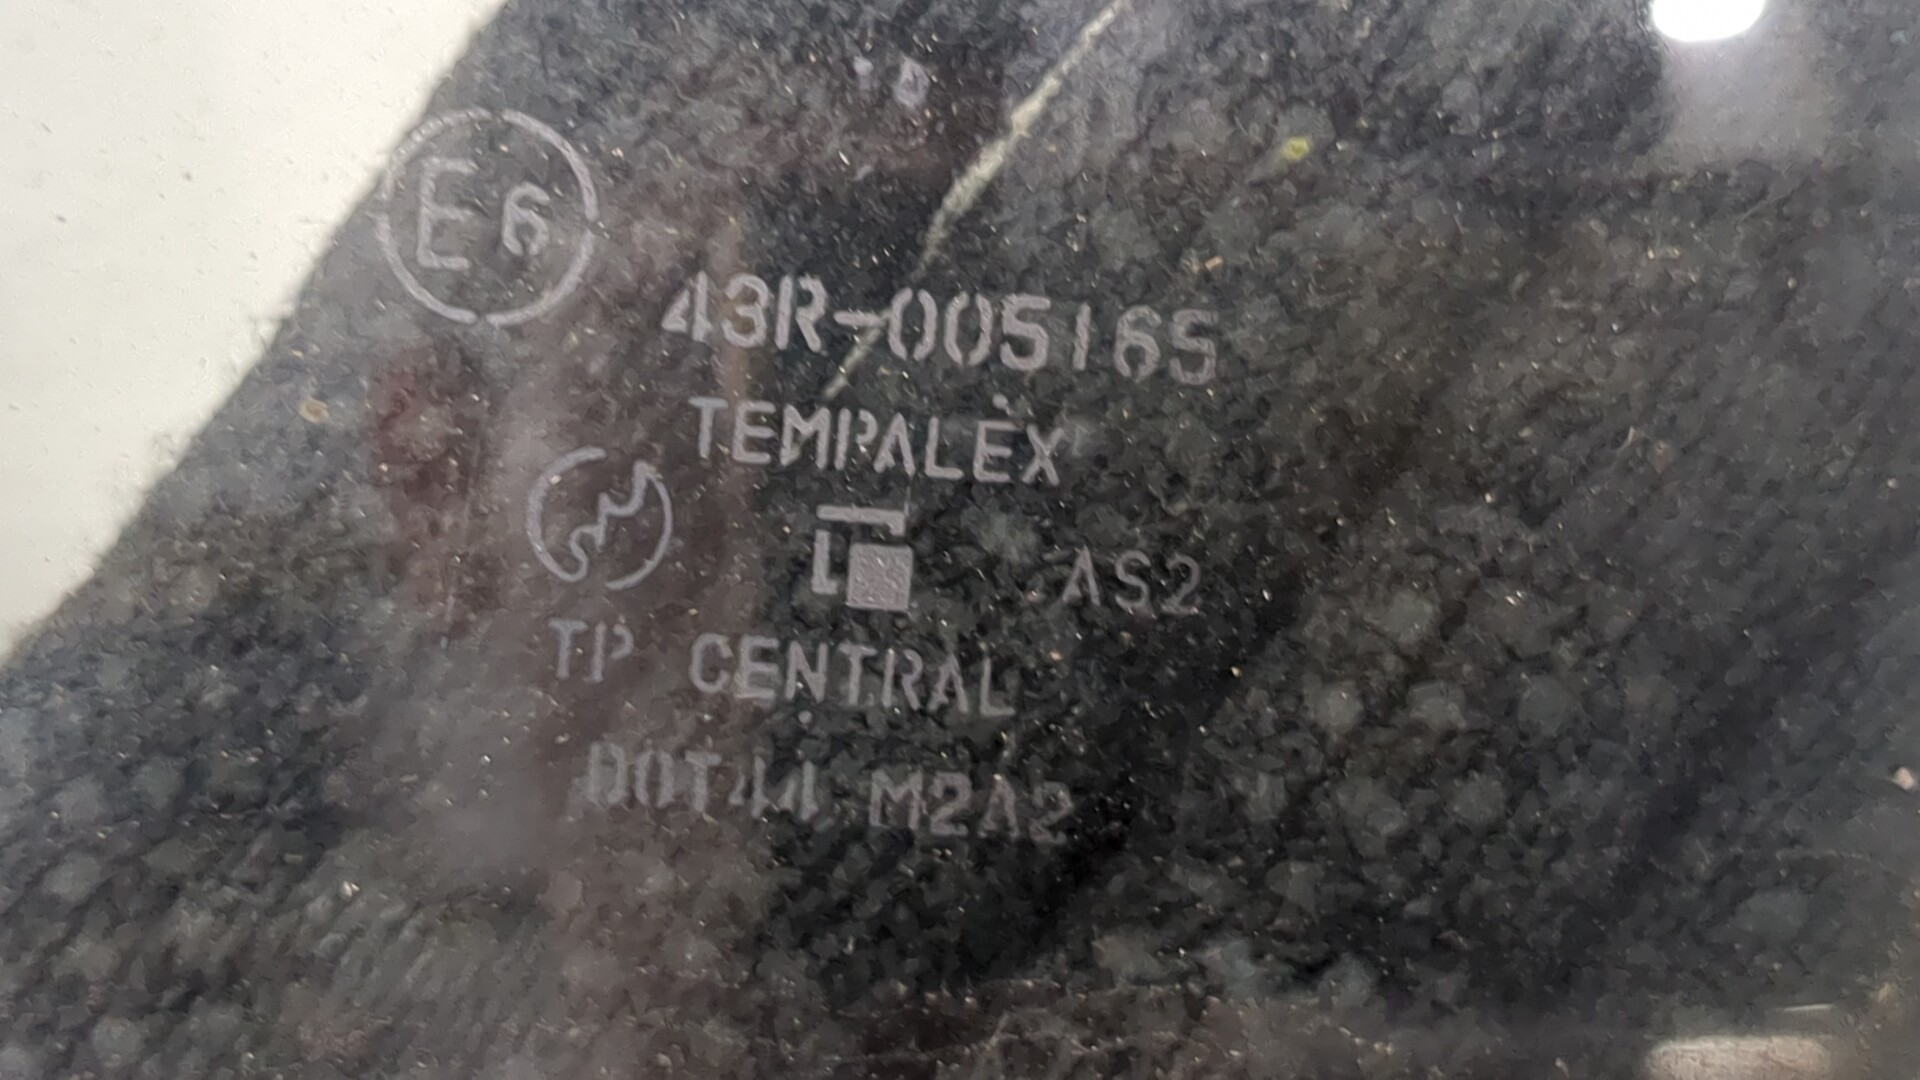 E6
43R-005165
TEMPALEX
AS2
TP CENTRAL
DOT44 M2A2